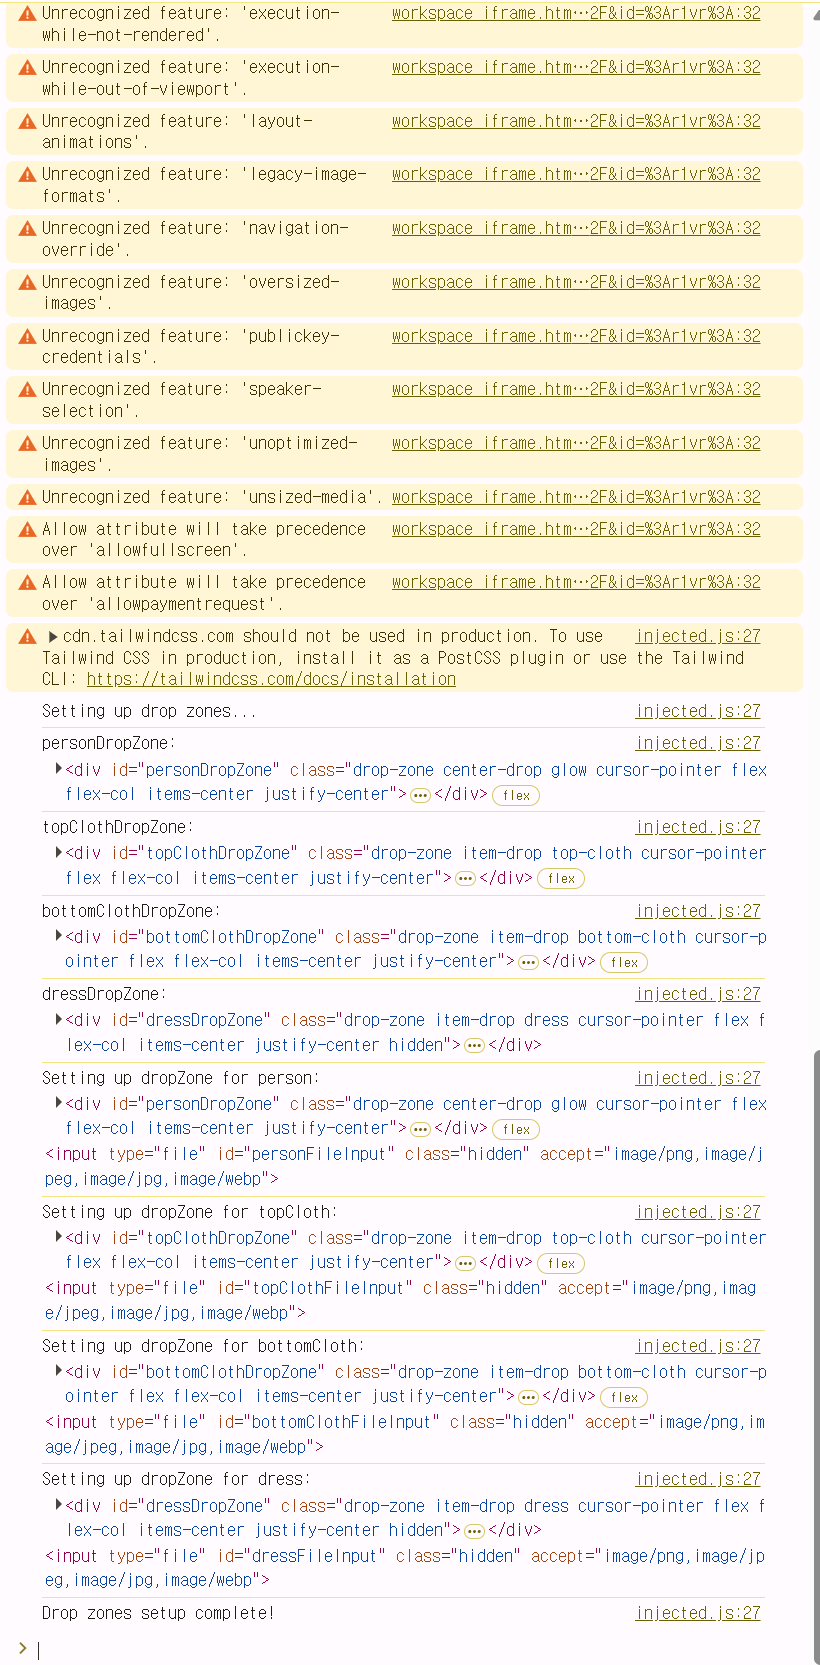 Unrecognized feature: 'execution- workspace_iframe.htm…2F&id=%3Ar1vr%3A:32
while-not-rendered'.
Unrecognized feature: 'execution- workspace_iframe.htm…2F&id=%3Ar1vr%3A:32
while-out-of-viewport'.
Unrecognized feature: 'layout- workspace_iframe.htm…2F&id=%3Ar1vr%3A:32
animations'.
Unrecognized feature: 'legacy-image- workspace_iframe.htm…2F&id=%3Ar1vr%3A:32
formats'.
Unrecognized feature: 'navigation- workspace_iframe.htm…2F&id=%3Ar1vr%3A:32
override'.
Unrecognized feature: 'oversized- workspace_iframe.htm…2F&id=%3Ar1vr%3A:32
images'.
Unrecognized feature: 'publickey- workspace_iframe.htm…2F&id=%3Ar1vr%3A:32
credentials'.
Unrecognized feature: 'speaker- workspace_iframe.htm…2F&id=%3Ar1vr%3A:32
selection'.
Unrecognized feature: 'unoptimized- workspace_iframe.htm…2F&id=%3Ar1vr%3A:32
images'.
Unrecognized feature: 'unsized-media'. workspace_iframe.htm…2F&id=%3Ar1vr%3A:32
Allow attribute will take precedence workspace_iframe.htm…2F&id=%3Ar1vr%3A:32
over 'allowfullscreen'.
Allow attribute will take precedence workspace_iframe.htm…2F&id=%3Ar1vr%3A:32
over 'allowpaymentrequest'.
cdn.tailwindcss.com should not be used in production. To use injected.js:27
Tailwind CSS in production, install it as a PostCSS plugin or use the Tailwind
CLI: https://tailwindcss.com/docs/installation
Setting up drop zones... injected.js:27
personDropZone: injected.js:27
<div id="personDropZone" class="drop-zone center-drop glow cursor-pointer flex
flex-col items-center justify-center">…</div> flex
topClothDropZone: injected.js:27
<div id="topClothDropZone" class="drop-zone item-drop top-cloth cursor-pointer
flex flex-col items-center justify-center">…</div> flex
bottomClothDropZone: injected.js:27
<div id="bottomClothDropZone" class="drop-zone item-drop bottom-cloth cursor-p
ointer flex flex-col items-center justify-center">…</div> flex
dressDropZone: injected.js:27
<div id="dressDropZone" class="drop-zone item-drop dress cursor-pointer flex f
lex-col items-center justify-center hidden">…</div>
Setting up dropZone for person: injected.js:27
<div id="personDropZone" class="drop-zone center-drop glow cursor-pointer flex
flex-col items-center justify-center">…</div> flex
<input type="file" id="personFileInput" class="hidden" accept="image/png,image/j
peg,image/jpg,image/webp">
Setting up dropZone for topCloth: injected.js:27
<div id="topClothDropZone" class="drop-zone item-drop top-cloth cursor-pointer
flex flex-col items-center justify-center">…</div> flex
<input type="file" id="topClothFileInput" class="hidden" accept="image/png,imag
e/jpeg,image/jpg,image/webp">
Setting up dropZone for bottomCloth: injected.js:27
<div id="bottomClothDropZone" class="drop-zone item-drop bottom-cloth cursor-p
ointer flex flex-col items-center justify-center">…</div> flex
<input type="file" id="bottomClothFileInput" class="hidden" accept="image/png,im
age/jpeg,image/jpg,image/webp">
Setting up dropZone for dress: injected.js:27
<div id="dressDropZone" class="drop-zone item-drop dress cursor-pointer flex f
lex-col items-center justify-center hidden">…</div>
<input type="file" id="dressFileInput" class="hidden" accept="image/png,image/jp
eg,image/jpg,image/webp">
Drop zones setup complete! injected.js:27